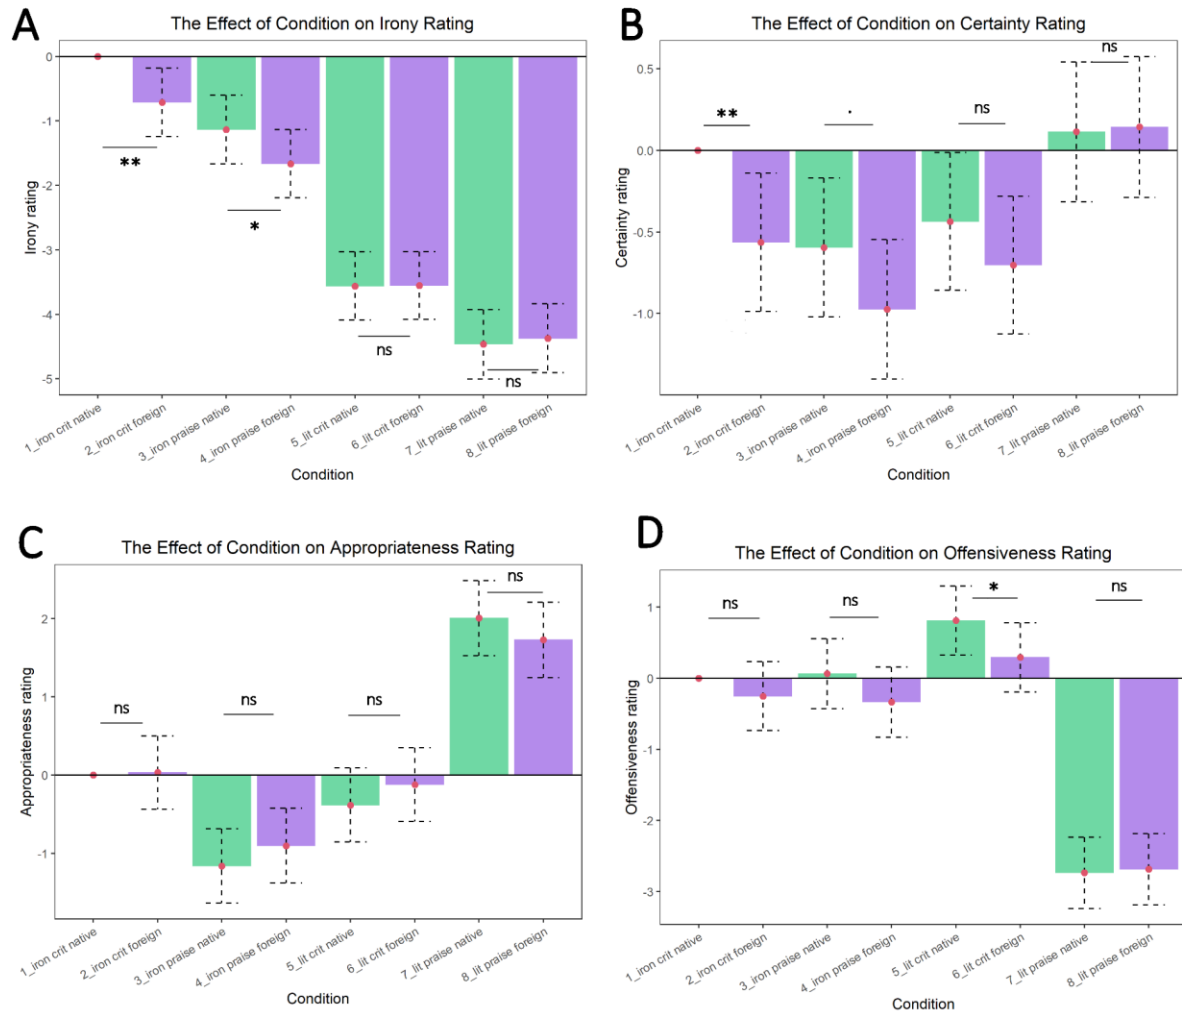 A
The Effect of Condition on Irony Rating
0
-1
-2
-3
-4
-5
Irony rating
**
*
ns
ns
1_iron crit native
2_iron crit foreign
3_iron praise native
4_iron praise foreign
5_lit crit native
6_lit crit foreign
7_lit praise native
8_lit praise foreign
Condition
B
The Effect of Condition on Certainty Rating
0.5
0.0
-0.5
-1.0
Certainty rating
**
.
ns
ns
1_iron crit native
2_iron crit foreign
3_iron praise native
4_iron praise foreign
5_lit crit native
6_lit crit foreign
7_lit praise native
8_lit praise foreign
Condition
C
The Effect of Condition on Appropriateness Rating
2
1
0
-1
Appropriateness rating
ns
ns
ns
ns
1_iron crit native
2_iron crit foreign
3_iron praise native
4_iron praise foreign
5_lit crit native
6_lit crit foreign
7_lit praise native
8_lit praise foreign
Condition
D
The Effect of Condition on Offensiveness Rating
1
0
-1
-2
-3
Offensiveness rating
ns
ns
*
ns
1_iron crit native
2_iron crit foreign
3_iron praise native
4_iron praise foreign
5_lit crit native
6_lit crit foreign
7_lit praise native
8_lit praise foreign
Condition